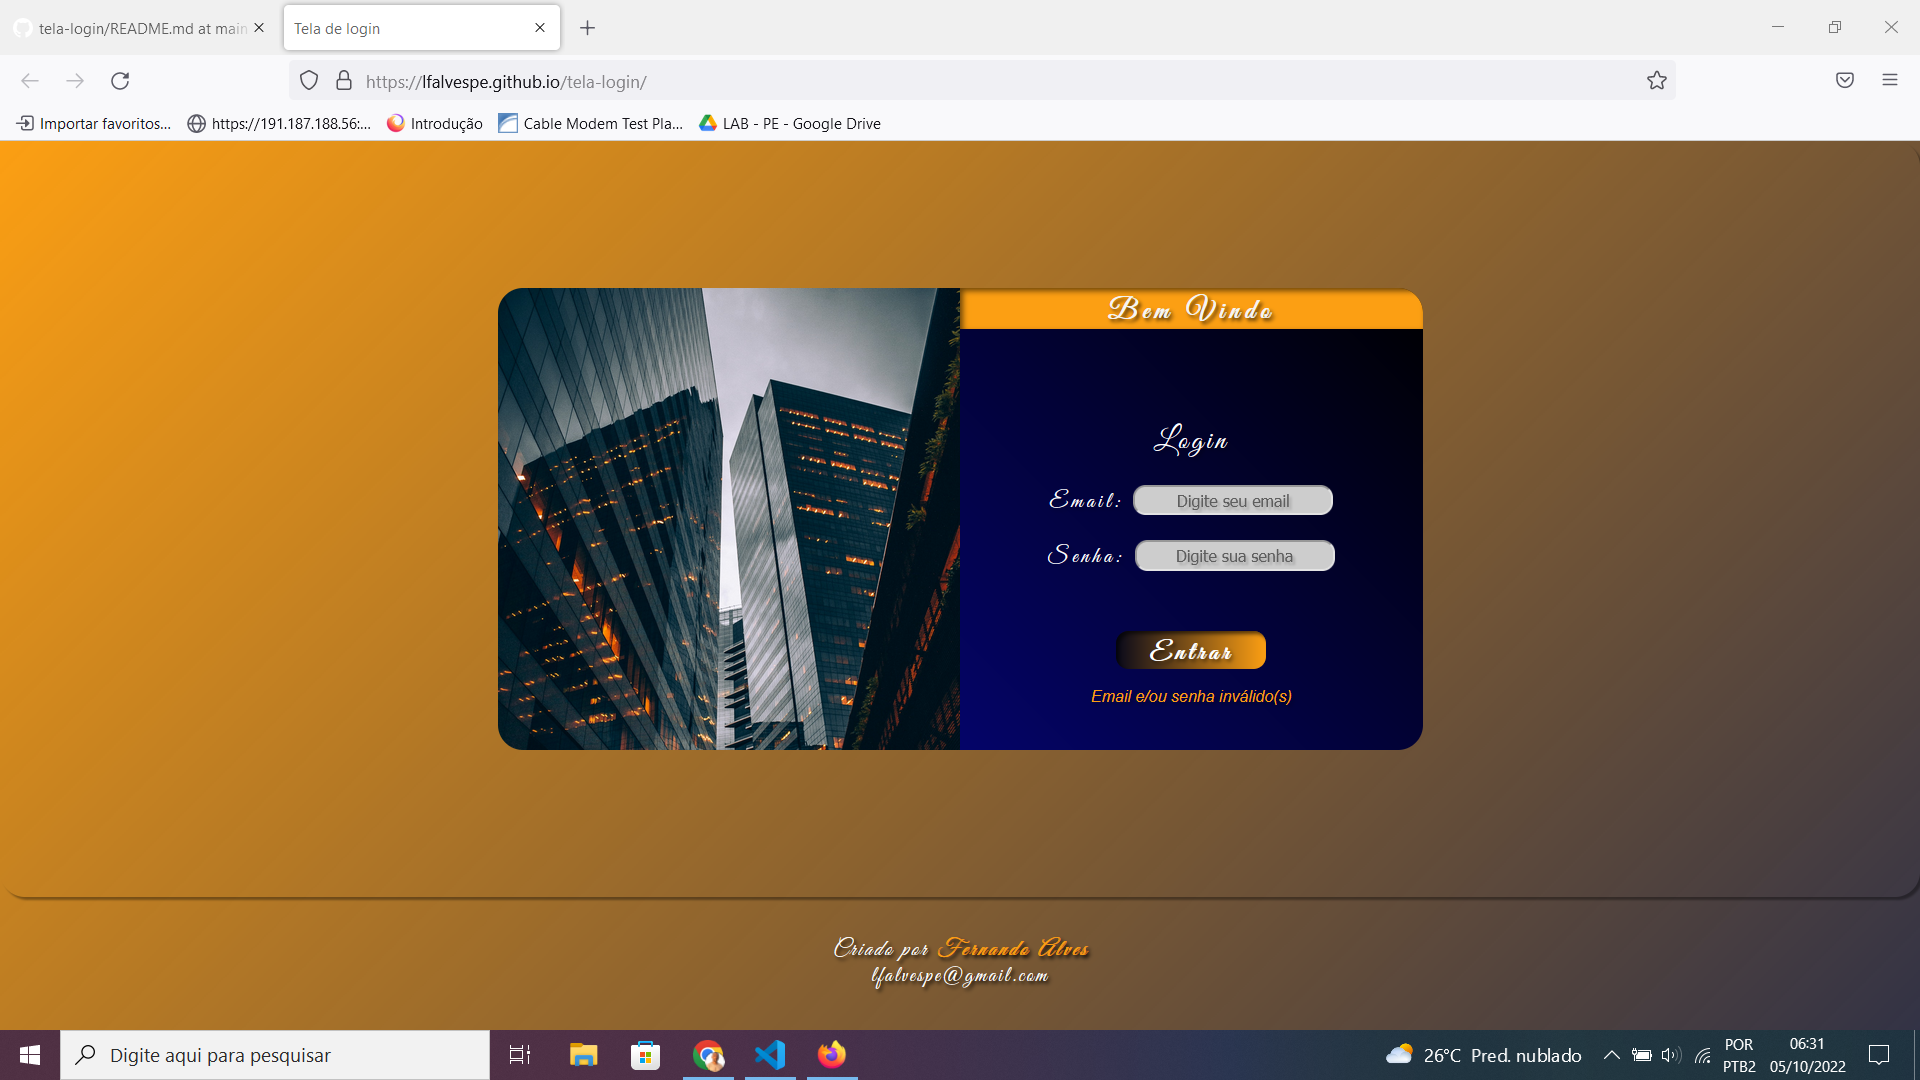 tela-login/README.md at main
Tela de login
https://lfalvespe.github.io/tela-login/
Importar favoritos...
https://191.187.188.56:...
Introdução
Cable Modem Test Pla...
LAB - PE - Google Drive
Bem Vindo
Login
Email: Digite seu email
Senha: Digite sua senha
Entrar
Email e/ou senha inválido(s)
Criado por Fernando Alves
lfalvespe@gmail.com
Digite aqui para pesquisar
26°C Pred. nublado
POR
PTB2
06:31
05/10/2022